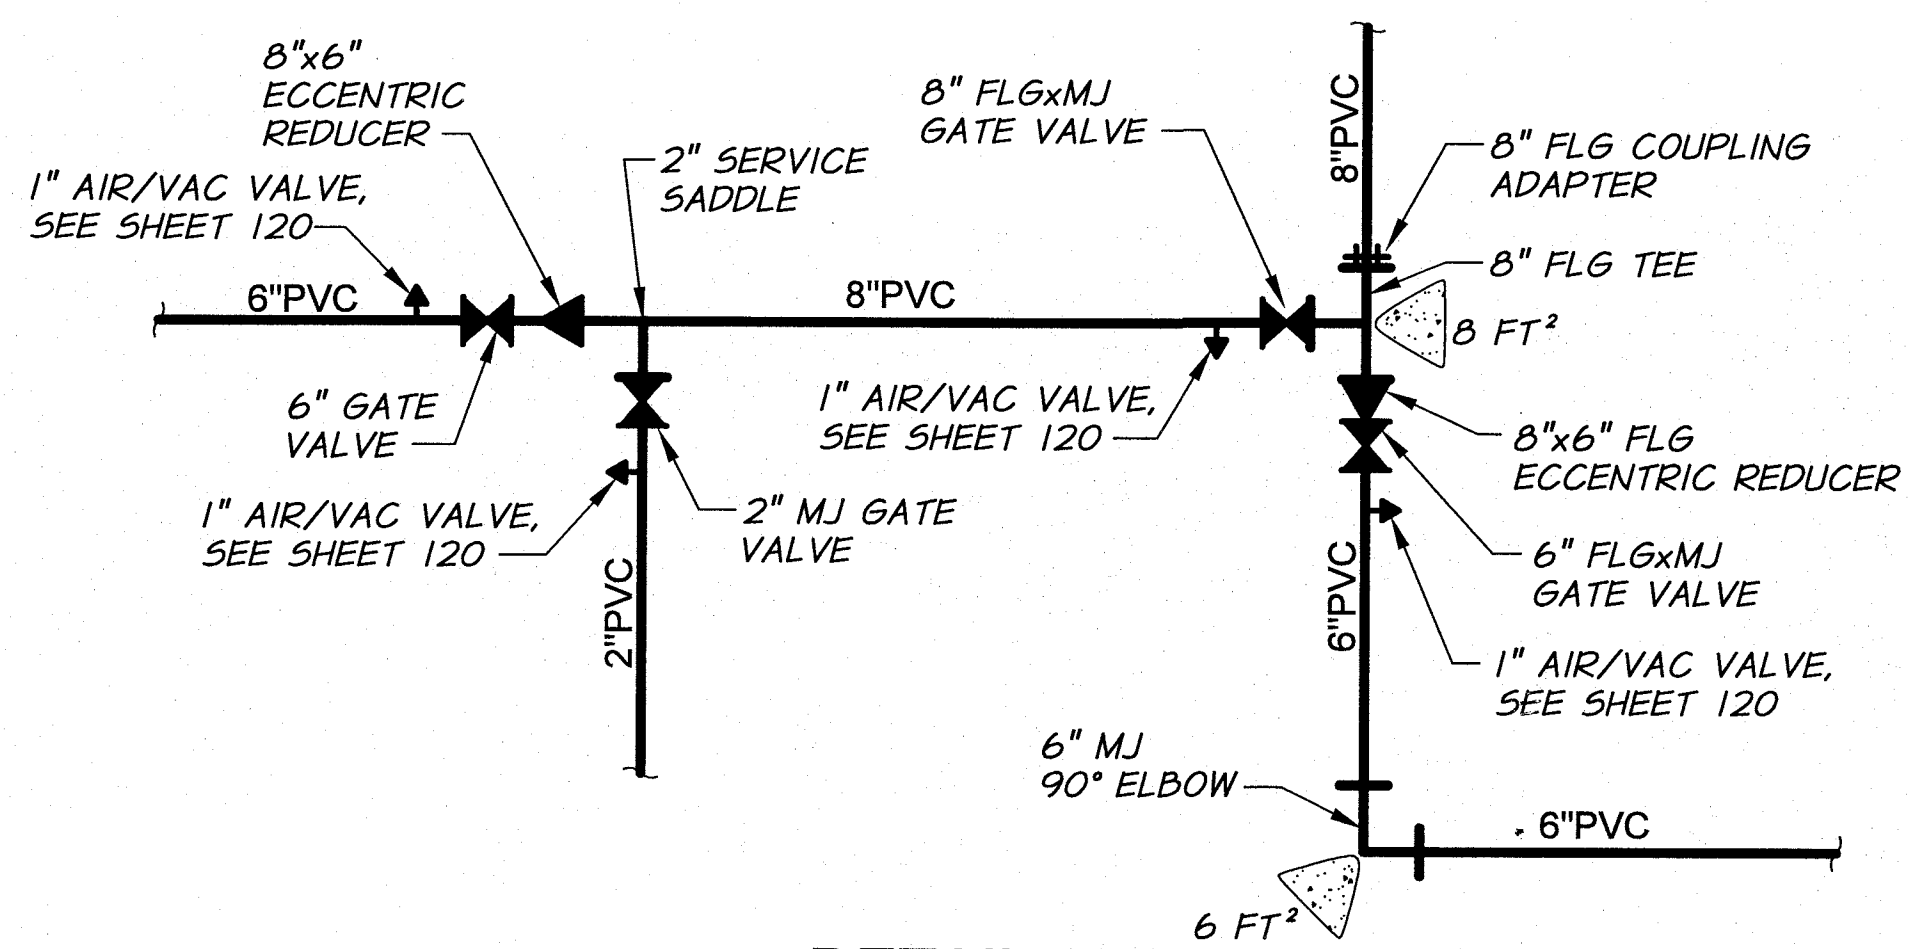 8"x6"
ECCENTRIC
REDUCER
1" AIR/VAC VALVE,
SEE SHEET 120
2" SERVICE
SADDLE
8" FLGxMJ
GATE VALVE
8"PVC
8" FLG COUPLING
ADAPTER
8" FLG TEE
6"PVC
8"PVC
8 FT²
6" GATE
VALVE
1" AIR/VAC VALVE,
SEE SHEET 120
8"x6" FLG
ECCENTRIC REDUCER
1" AIR/VAC VALVE,
SEE SHEET 120
2" MJ GATE
VALVE
6" FLGxMJ
GATE VALVE
2"PVC
6"PVC
1" AIR/VAC VALVE,
SEE SHEET 120
6" MJ
90° ELBOW
6"PVC
6 FT²